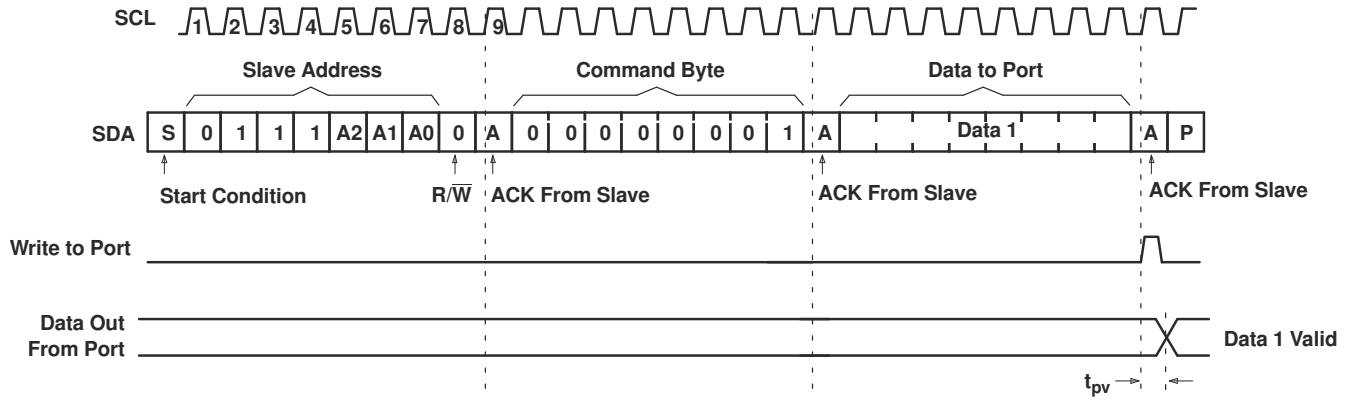 SCL 1 2 3 4 5 6 7 8 9
Slave Address Command Byte Data to Port
SDA S 0 1 1 1 A2 A1 A0 0 A 0 0 0 0 0 0 0 1 A Data 1 A P
Start Condition R/W̅ ACK From Slave ACK From Slave ACK From Slave
Write to Port
Data Out
From Port
Data 1 Valid
tpv